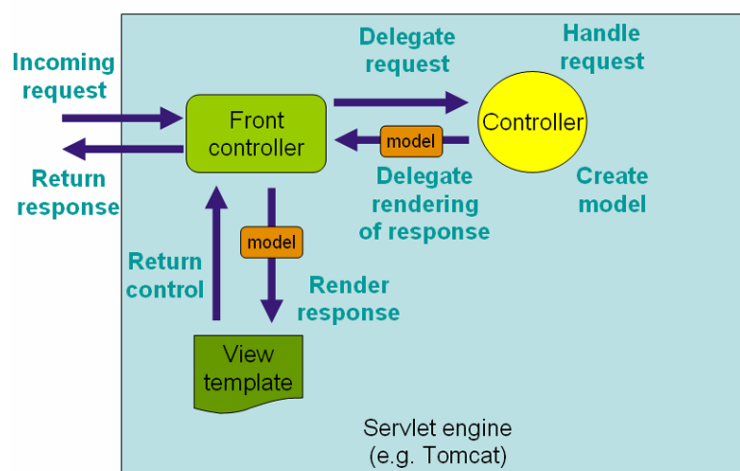 Incoming
request
Return
response
Front
controller
Delegate
request
Handle
request
Controller
model
Delegate
rendering
of response
Create
model
model
Return
control
Render
response
View
template
Servlet engine
(e.g. Tomcat)